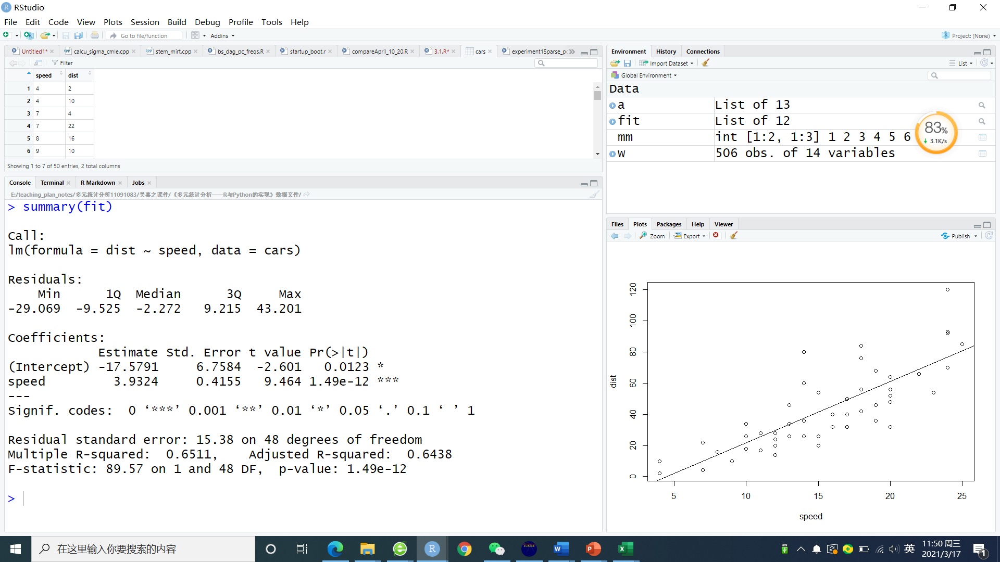 RStudio
File Edit Code View Plots Session Build Debug Profile Tools Help
Go to file/function Addins Project: (None)
Untitled1* calcu_sigma_cmle.cpp stem_mirt.cpp bs_dag_pc_freqs.R startup_boot.r compareApril_10_20.R 3.1.R* cars experiment1Sparse_pc
Filter
speed dist
1 4 2
2 4 10
3 7 4
4 7 22
5 8 16
6 9 10
Showing 1 to 7 of 50 entries, 2 total columns
Console Terminal R Markdown Jobs
E:/teaching_plan_notes/多元统计分析11091083/吴喜之课件/《多元统计分析——R与Python的实现》数据文件/
> summary(fit)
Call:
lm(formula = dist ~ speed, data = cars)
Residuals:
Min 1Q Median 3Q Max
-29.069 -9.525 -2.272 9.215 43.201
Coefficients:
Estimate Std. Error t value Pr(>|t|)
(Intercept) -17.5791 6.7584 -2.601 0.0123 *
speed 3.9324 0.4155 9.464 1.49e-12 ***
---
Signif. codes: 0 ‘***’ 0.001 ‘**’ 0.01 ‘*’ 0.05 ‘.’ 0.1 ‘ ’ 1
Residual standard error: 15.38 on 48 degrees of freedom
Multiple R-squared: 0.6511, Adjusted R-squared: 0.6438
F-statistic: 89.57 on 1 and 48 DF, p-value: 1.49e-12
>
Environment History Connections
Import Dataset List
Global Environment
Data
a List of 13
fit List of 12
mm int [1:2, 1:3] 1 2 3 4 5 6
w 506 obs. of 14 variables
83%
3.1K/s
Files Plots Packages Help Viewer
Zoom Export Publish
120
100
80
60
40
20
0
dist
5 10 15 20 25
speed
在这里输入你要搜索的内容
英
11:50 周三
2021/3/17
1